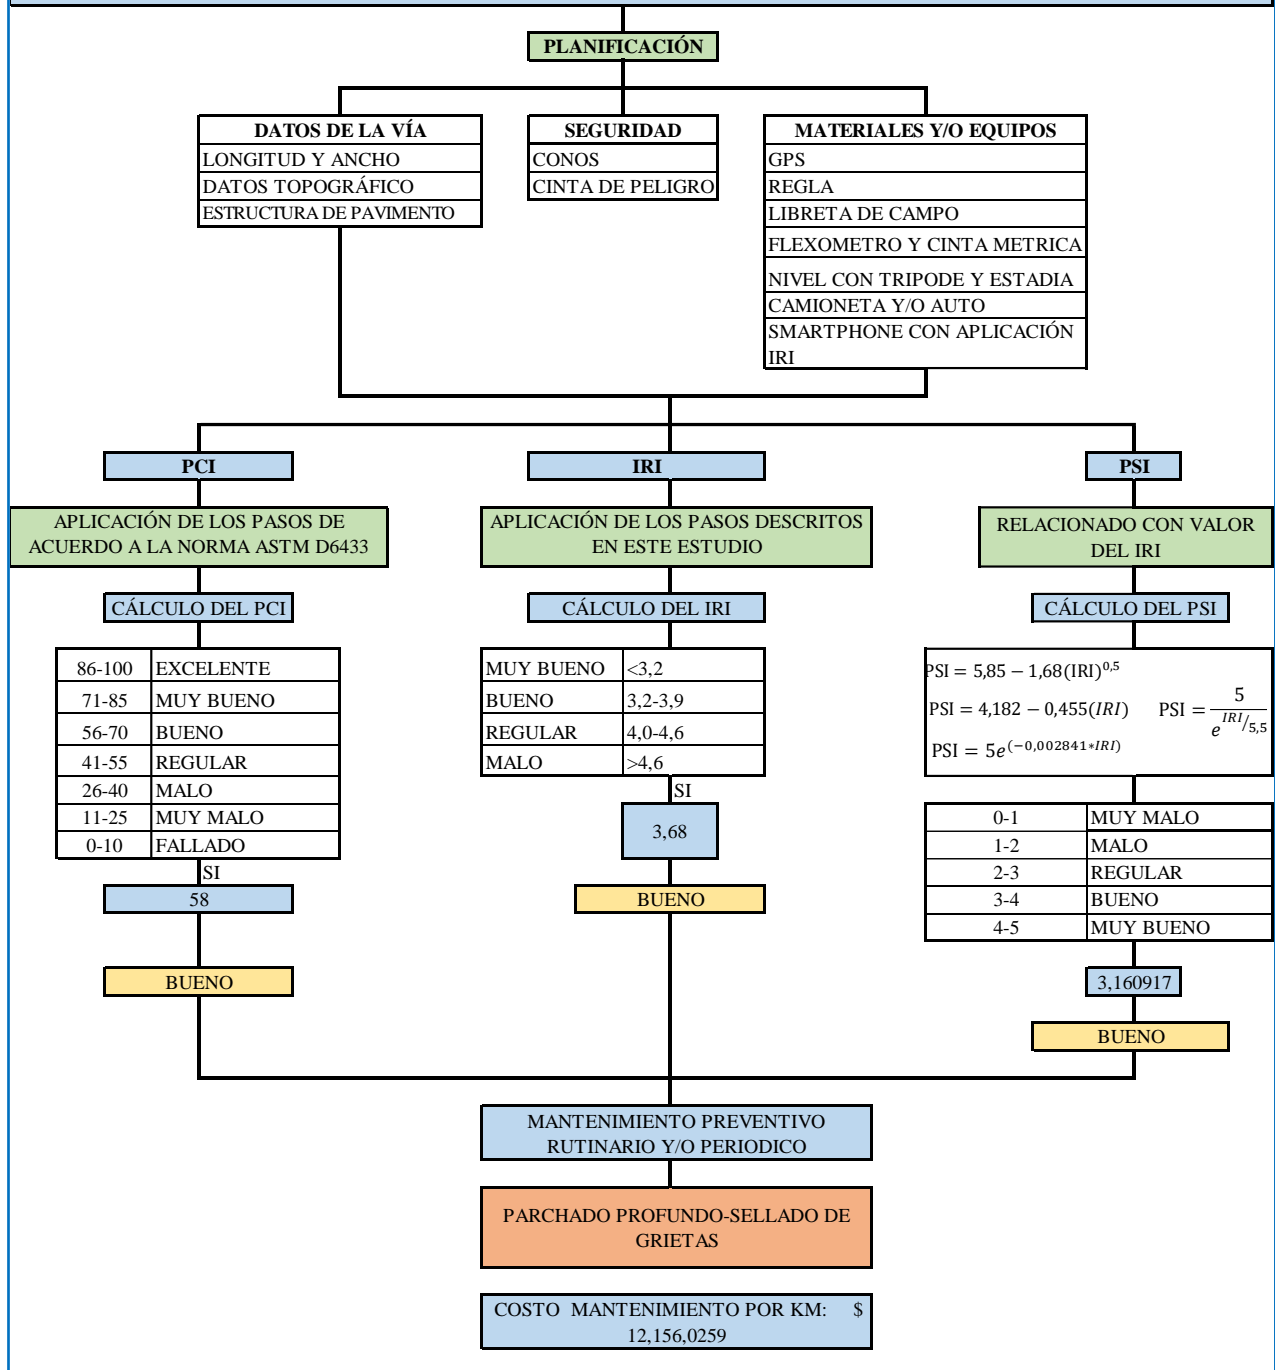 PLANIFICACIÓN
DATOS DE LA VÍA
LONGITUD Y ANCHO
DATOS TOPOGRÁFICO
ESTRUCTURA DE PAVIMENTO
SEGURIDAD
CONOS
CINTA DE PELIGRO
MATERIALES Y/O EQUIPOS
GPS
REGLA
LIBRETA DE CAMPO
FLEXOMETRO Y CINTA METRICA
NIVEL CON TRIPODE Y ESTADIA
CAMIONETA Y/O AUTO
SMARTPHONE CON APLICACIÓN
IRI
PCI
APLICACIÓN DE LOS PASOS DE
ACUERDO A LA NORMA ASTM D6433
CÁLCULO DEL PCI
86-100 EXCELENTE
71-85 MUY BUENO
56-70 BUENO
41-55 REGULAR
26-40 MALO
11-25 MUY MALO
0-10 FALLADO
SI
58
BUENO
IRI
APLICACIÓN DE LOS PASOS DESCRITOS
EN ESTE ESTUDIO
CÁLCULO DEL IRI
MUY BUENO <3,2
BUENO 3,2-3,9
REGULAR 4,0-4,6
MALO >4,6
SI
3,68
BUENO
PSI
RELACIONADO CON VALOR
DEL IRI
CÁLCULO DEL PSI
PSI = 5,85 − 1,68(IRI)^0,5
PSI = 4,182 − 0,455(IRI)
PSI = 5/e^(IRI/5,5)
PSI = 5e^(−0,002841*IRI)
0-1 MUY MALO
1-2 MALO
2-3 REGULAR
3-4 BUENO
4-5 MUY BUENO
3,160917
BUENO
MANTENIMIENTO PREVENTIVO
RUTINARIO Y/O PERIODICO
PARCHADO PROFUNDO-SELLADO DE
GRIETAS
COSTO MANTENIMIENTO POR KM: $
12,156,0259